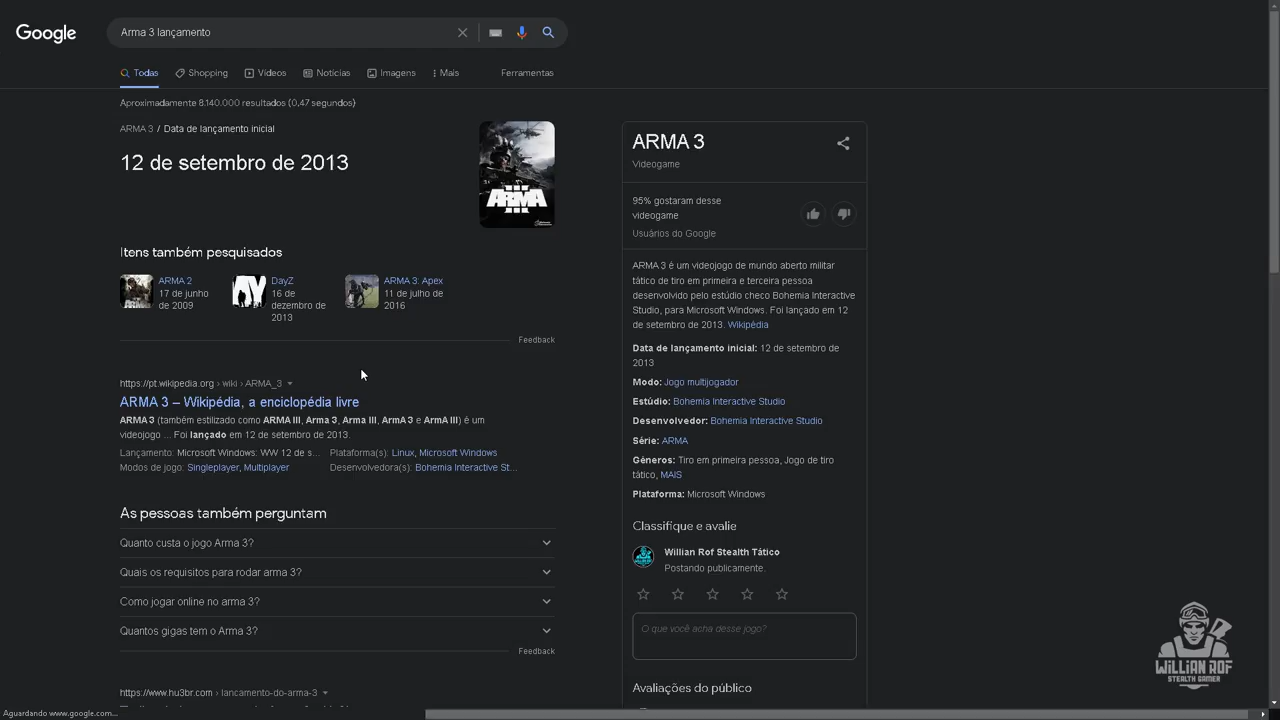 Google
Arma 3 lançamento
Todas
Shopping
Vídeos
Notícias
Imagens
Mais
Ferramentas
Aproximadamente 8.140.000 resultados (0,47 segundos)
ARMA 3 / Data de lançamento inicial
12 de setembro de 2013
ARMA
III
Itens também pesquisados
ARMA 2
17 de junho
de 2009
DayZ
16 de
dezembro de
2013
ARMA 3: Apex
11 de julho de
2016
Feedback
https://pt.wikipedia.org › wiki › ARMA_3
ARMA 3 – Wikipédia, a enciclopédia livre
ARMA 3 (também estilizado como ARMA III, Arma 3, Arma III, ArmA 3 e ArmA III) é um
videojogo ... Foi lançado em 12 de setembro de 2013.
Lançamento: Microsoft Windows: WW 12 de s...
Plataforma(s): Linux, Microsoft Windows
Modos de jogo: Singleplayer, Multiplayer
Desenvolvedora(s): Bohemia Interactive St...
As pessoas também perguntam
Quanto custa o jogo Arma 3?
Quais os requisitos para rodar arma 3?
Como jogar online no arma 3?
Quantos gigas tem o Arma 3?
Feedback
https://www.hu3br.com › lancamento-do-arma-3
Aguardando www.google.com...
ARMA 3
Videogame
95% gostaram desse
videogame
Usuários do Google
ARMA 3 é um videojogo de mundo aberto militar
tático de tiro em primeira e terceira pessoa
desenvolvido pelo estúdio checo Bohemia Interactive
Studio, para Microsoft Windows. Foi lançado em 12
de setembro de 2013. Wikipédia
Data de lançamento inicial: 12 de setembro de
2013
Modo: Jogo multijogador
Estúdio: Bohemia Interactive Studio
Desenvolvedor: Bohemia Interactive Studio
Série: ARMA
Gêneros: Tiro em primeira pessoa, Jogo de tiro
tático, MAIS
Plataforma: Microsoft Windows
Classifique e avalie
Willian Rof Stealth Tático
Postando publicamente.
O que você acha desse jogo?
Avaliações do público
WILLIAN ROF
STEALTH GAMER